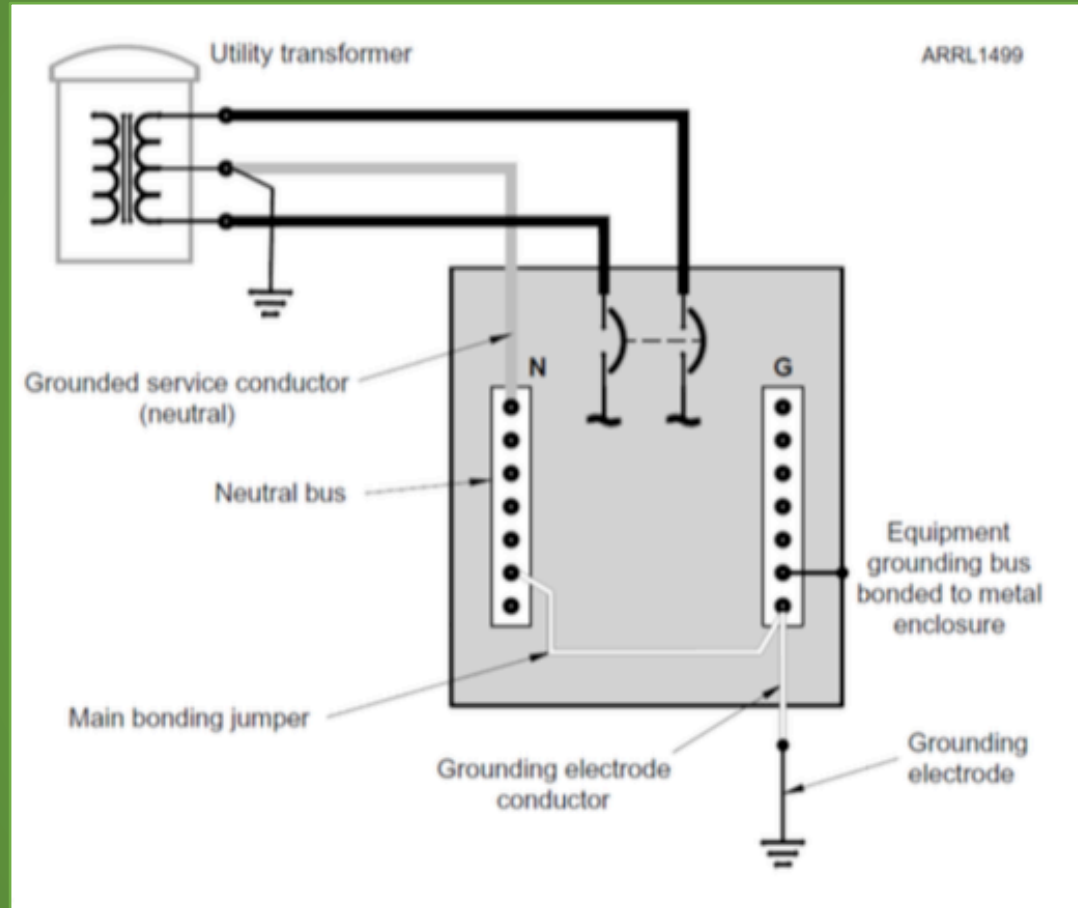 Utility transformer
ARRL1499
Grounded service conductor
(neutral)
N
G
Neutral bus
Equipment
grounding bus
bonded to metal
enclosure
Main bonding jumper
Grounding electrode
conductor
Grounding
electrode